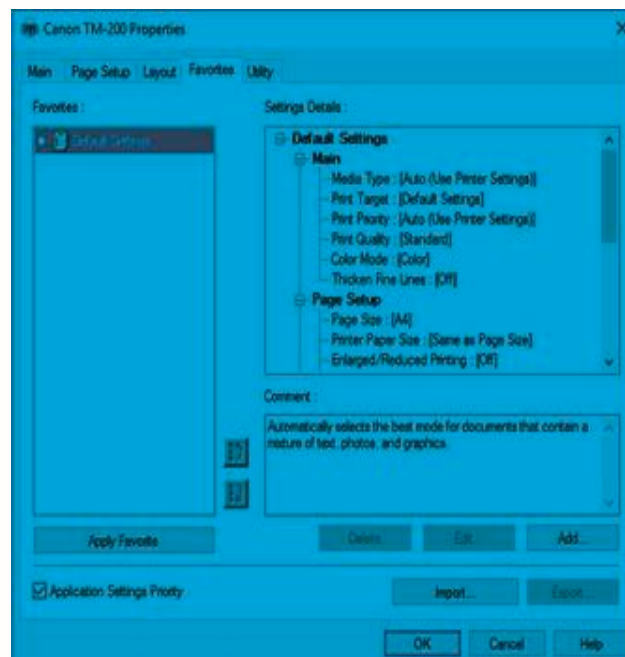 Canon TM-200 Properties
Main Page Setup Layout Favorites Utility
Favorites :
Default Settings
Apply Favorite
Settings Details :
Default Settings
Main
Media Type : [Auto (Use Printer Settings)]
Print Target : [Default Settings]
Print Priority : [Auto (Use Printer Settings)]
Print Quality : [Standard]
Color Mode : [Color]
Thicken Fine Lines : [Off]
Page Setup
Page Size : [A4]
Printer Paper Size : [Same as Page Size]
Enlarged/Reduced Printing : [Off]
Comment :
Automatically selects the best mode for documents that contain a
mixture of text, photos, and graphics.
Delete Edit... Add...
Application Settings Priority
Import... Export...
OK Cancel Help